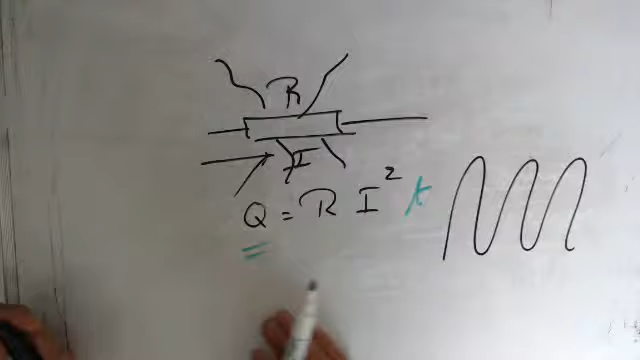 R
I
Q = R I² t